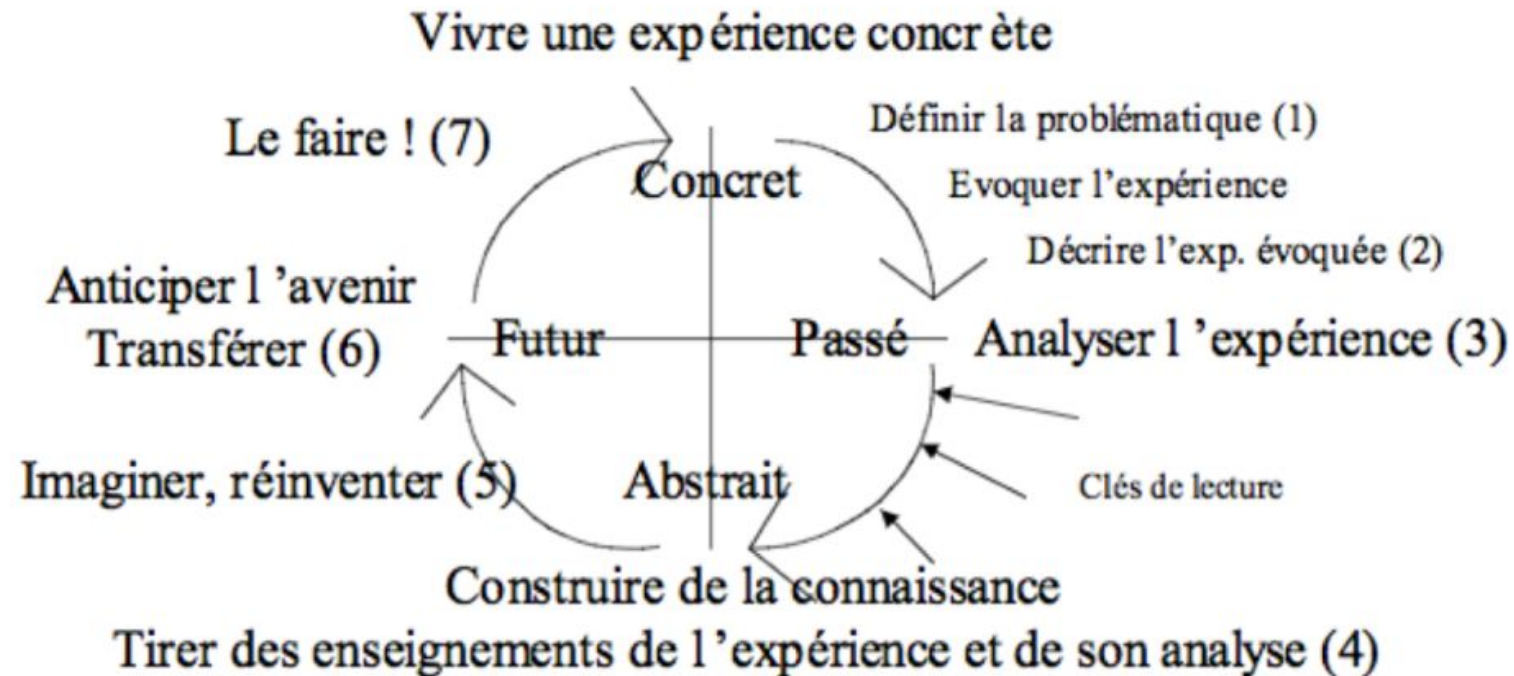 Vivre une expérience concrète
Le faire ! (7)
Définir la problématique (1)
Concret
Evoquer l’expérience
Décrire l’exp. évoquée (2)
Anticiper l ’avenir
Transférer (6)
Futur
Passé
Analyser l ’expérience (3)
Imaginer, réinventer (5)
Abstrait
Clés de lecture
Construire de la connaissance
Tirer des enseignements de l ’expérience et de son analyse (4)